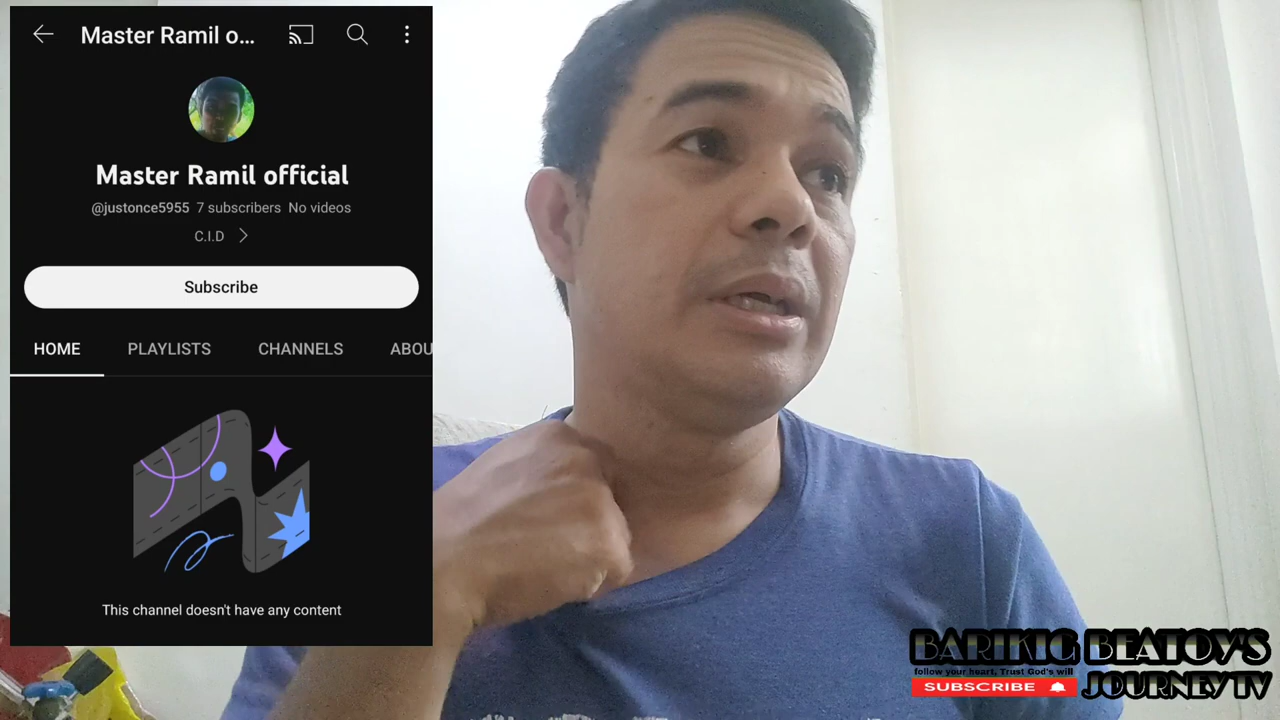 Master Ramil o...
Master Ramil official
@justonce5955 7 subscribers No videos
C.I.D
Subscribe
HOME PLAYLISTS CHANNELS ABOU
This channel doesn't have any content
BARIKIG BEATOY'S
follow your heart, Trust God's will
SUBSCRIBE
JOURNEY TV